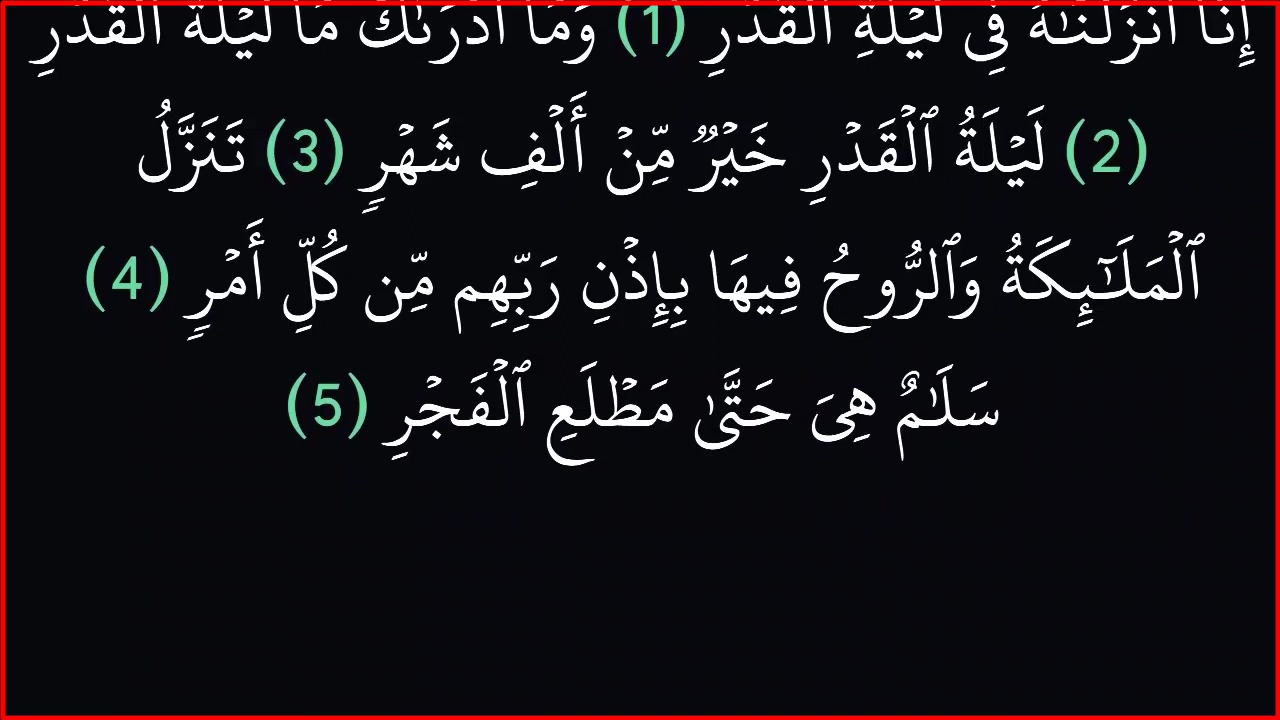 إِنَّا أَنزَلْنَٰهُ فِى لَيْلَةِ ٱلْقَدْرِ (1) وَمَا أَدْرَىٰكَ مَا لَيْلَةُ ٱلْقَدْرِ
(2) لَيْلَةُ ٱلْقَدْرِ خَيْرٌ مِّنْ أَلْفِ شَهْرٍ (3) تَنَزَّلُ
ٱلْمَلَٰٓئِكَةُ وَٱلرُّوحُ فِيهَا بِإِذْنِ رَبِّهِم مِّن كُلِّ أَمْرٍ (4)
سَلَٰمٌ هِىَ حَتَّىٰ مَطْلَعِ ٱلْفَجْرِ (5)